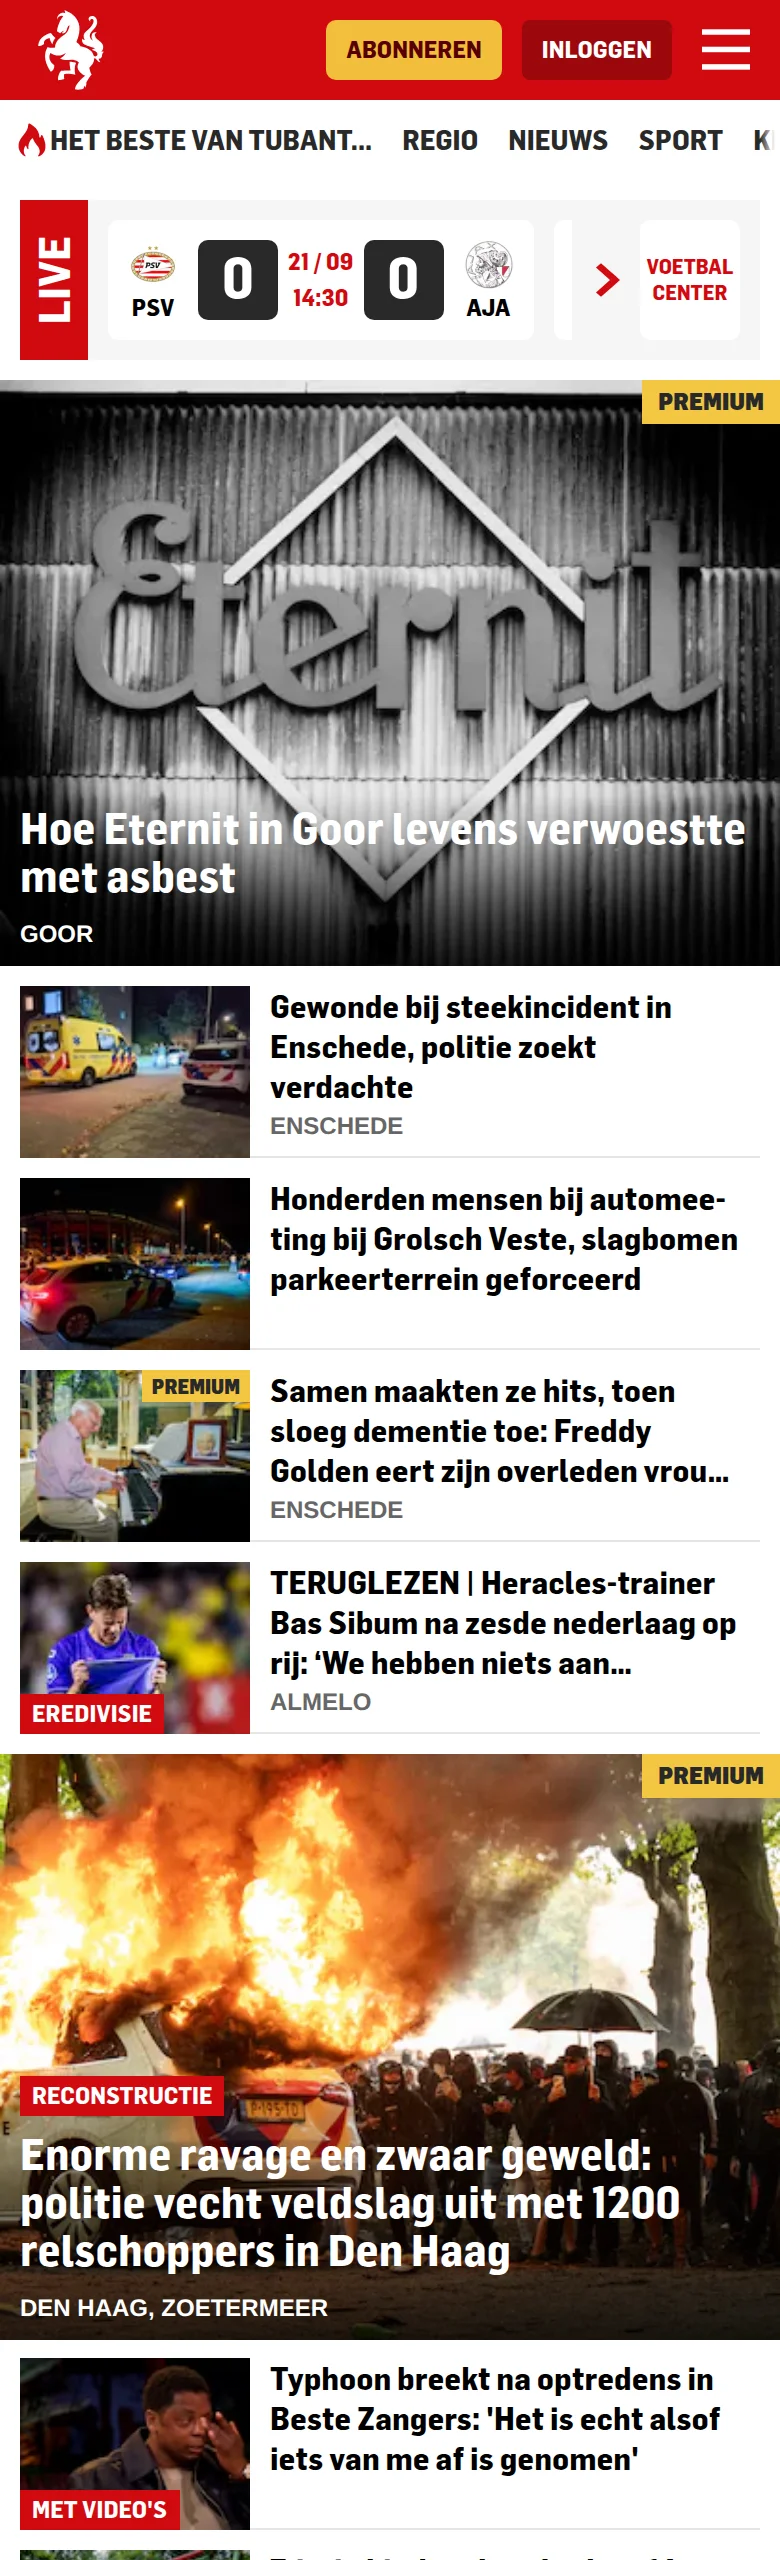 ABONNEREN
INLOGGEN
HET BESTE VAN TUBANT...
REGIO
NIEUWS
SPORT
LIVE
PSV
PSV
0
21 / 09
14:30
0
AJA
VOETBAL
CENTER
PREMIUM
Eternit
Hoe Eternit in Goor levens verwoestte
met asbest
GOOR
Gewonde bij steekincident in
Enschede, politie zoekt
verdachte
ENSCHEDE
Honderden mensen bij automee-
ting bij Grolsch Veste, slagbomen
parkeerterrein geforceerd
PREMIUM
Samen maakten ze hits, toen
sloeg dementie toe: Freddy
Golden eert zijn overleden vrou...
ENSCHEDE
EREDIVISIE
TERUGLEZEN | Heracles-trainer
Bas Sibum na zesde nederlaag op
rij: ‘We hebben niets aan...
ALMELO
PREMIUM
RECONSTRUCTIE
Enorme ravage en zwaar geweld:
politie vecht veldslag uit met 1200
relschoppers in Den Haag
DEN HAAG, ZOETERMEER
MET VIDEO'S
Typhoon breekt na optredens in
Beste Zangers: 'Het is echt alsof
iets van me af is genomen'